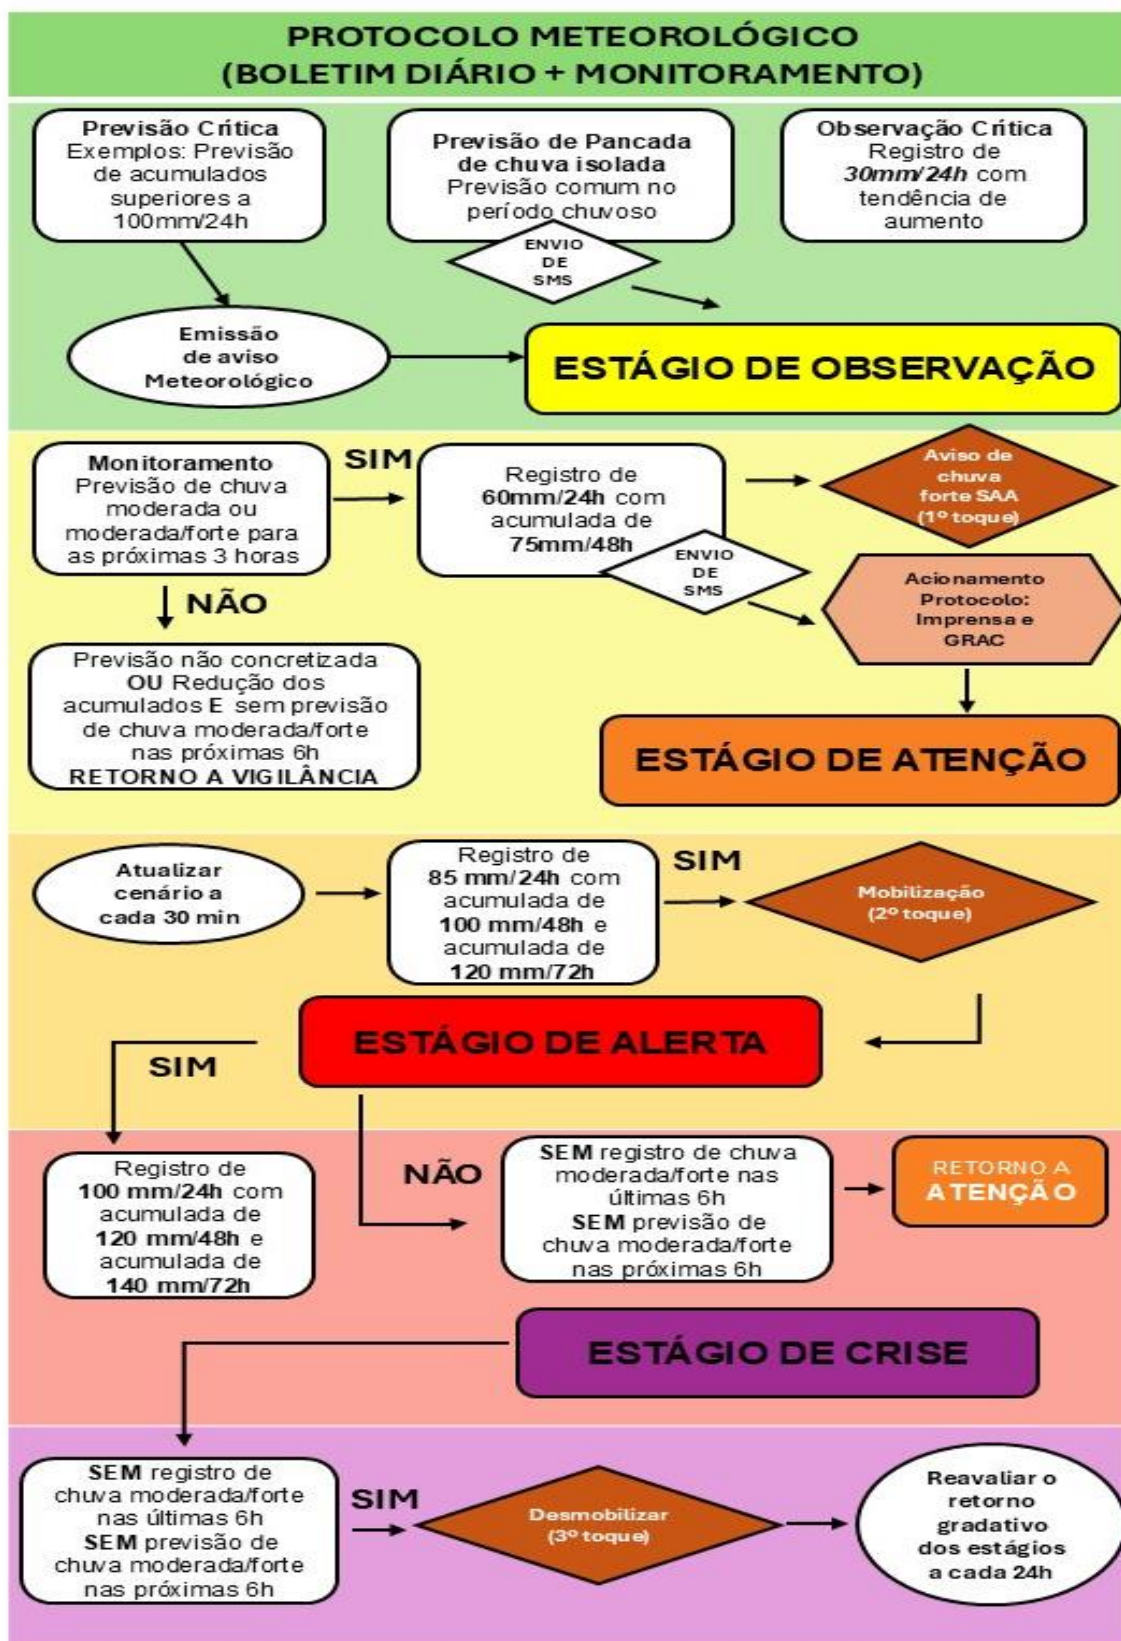 PROTOCOLO METEOROLÓGICO
(BOLETIM DIÁRIO + MONITORAMENTO)
Previsão Crítica
Exemplos: Previsão
de acumulados
superiores a
100mm/24h
Previsão de Pancada
de chuva isolada
Previsão comum no
período chuvoso
ENVIO
DE
SMS
Observação Crítica
Registro de
30mm/24h com
tendência de
aumento
Emissão
de aviso
Meteorológico
ESTÁGIO DE OBSERVAÇÃO
Monitoramento
Previsão de chuva
moderada ou
moderada/forte para
as próximas 3 horas
SIM
Registro de
60mm/24h com
acumulada de
75mm/48h
ENVIO
DE
SMS
Aviso de
chuva
forte SAA
(1º toque)
Acionamento
Protocolo:
Imprensa e
GRAC
NÃO
Previsão não concretizada
OU Redução dos
acumulados E sem previsão
de chuva moderada/forte
nas próximas 6h
RETORNO A VIGILÂNCIA
ESTÁGIO DE ATENÇÃO
Atualizar
cenário a
cada 30 min
Registro de
85 mm/24h com
acumulada de
100 mm/48h e
acumulada de
120 mm/72h
SIM
Mobilização
(2º toque)
ESTÁGIO DE ALERTA
SIM
Registro de
100 mm/24h com
acumulada de
120 mm/48h e
acumulada de
140 mm/72h
NÃO
SEM registro de chuva
moderada/forte nas
últimas 6h
SEM previsão de
chuva moderada/forte
nas próximas 6h
RETORNO A
ATENÇÃO
ESTÁGIO DE CRISE
SEM registro de
chuva moderada/forte
nas últimas 6h
SEM previsão de
chuva moderada/forte
nas próximas 6h
SIM
Desmobilizar
(3º toque)
Reavaliar o
retorno
gradativo
dos estágios
a cada 24h